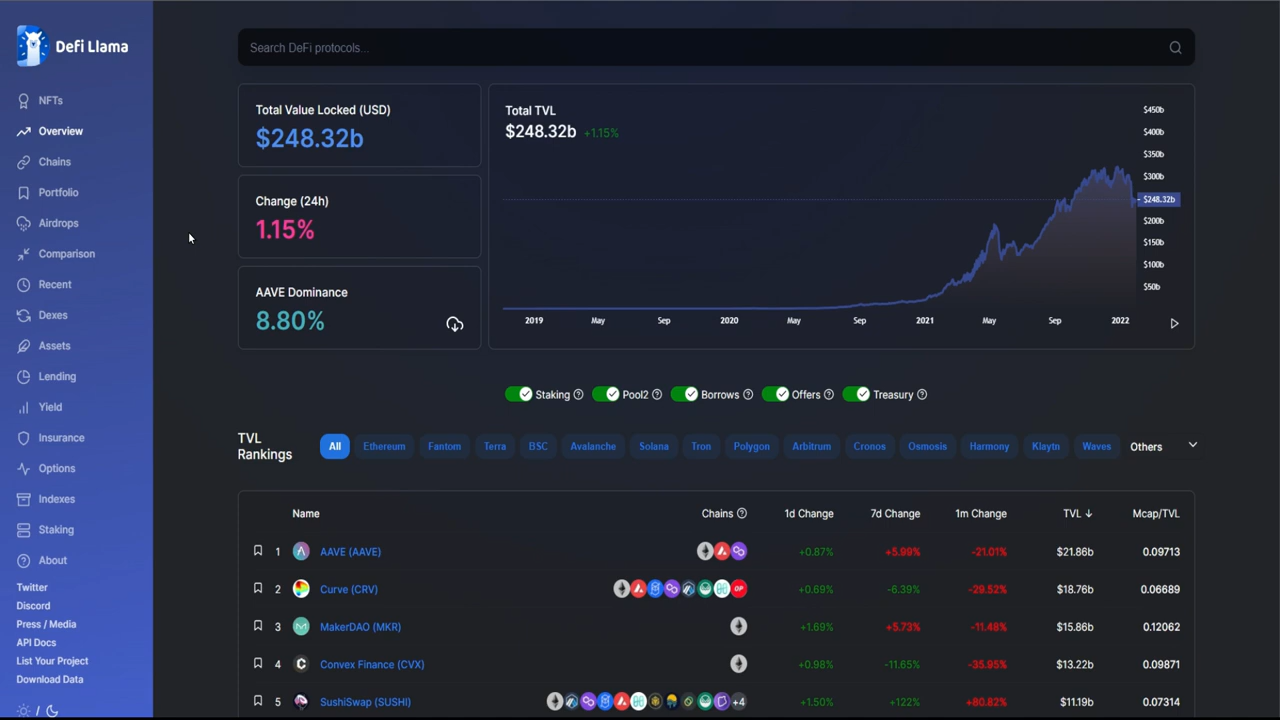 Defi Llama
NFTs
Overview
Chains
Portfolio
Airdrops
Comparison
Recent
Dexes
Assets
Lending
Yield
Insurance
Options
Indexes
Staking
About
Twitter
Discord
Press / Media
API Docs
List Your Project
Download Data
/
Search DeFi protocols...
Total Value Locked (USD)
$248.32b
Change (24h)
1.15%
AAVE Dominance
8.80%
Total TVL
$248.32b +1.15%
$450b
$400b
$350b
$300b
$248.32b
$200b
$150b
$100b
$50b
2019 May Sep 2020 May Sep 2021 May Sep 2022
Staking Pool2 Borrows Offers Treasury
TVL Rankings
All Ethereum Fantom Terra BSC Avalanche Solana Tron Polygon Arbitrum Cronos Osmosis Harmony Klaytn Waves Others
Name Chains 1d Change 7d Change 1m Change TVL Mcap/TVL
1 AAVE (AAVE) +0.87% +5.99% -21.01% $21.86b 0.09713
2 Curve (CRV) OP +0.69% -6.39% -29.52% $18.76b 0.06689
3 MakerDAO (MKR) +1.69% +5.73% -11.48% $15.86b 0.12062
4 Convex Finance (CVX) +0.98% -11.65% -35.95% $13.22b 0.09871
5 SushiSwap (SUSHI) +4 +1.50% +122% +80.82% $11.19b 0.07314